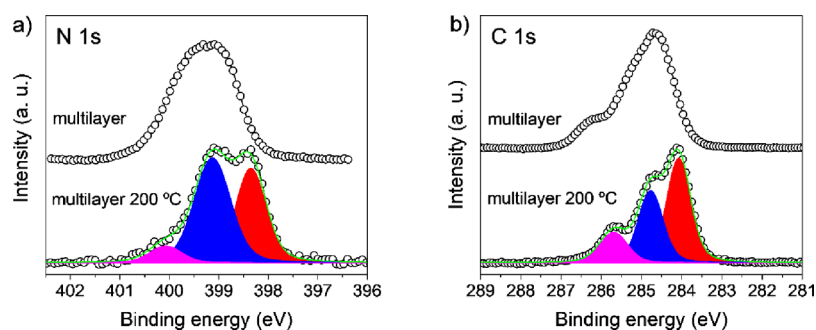 a) N 1s
Intensity (a. u.)
multilayer
multilayer 200 ºC
402 401 400 399 398 397 396
Binding energy (eV)
b) C 1s
Intensity (a. u.)
multilayer
multilayer 200 ºC
289 288 287 286 285 284 283 282 281
Binding energy (eV)